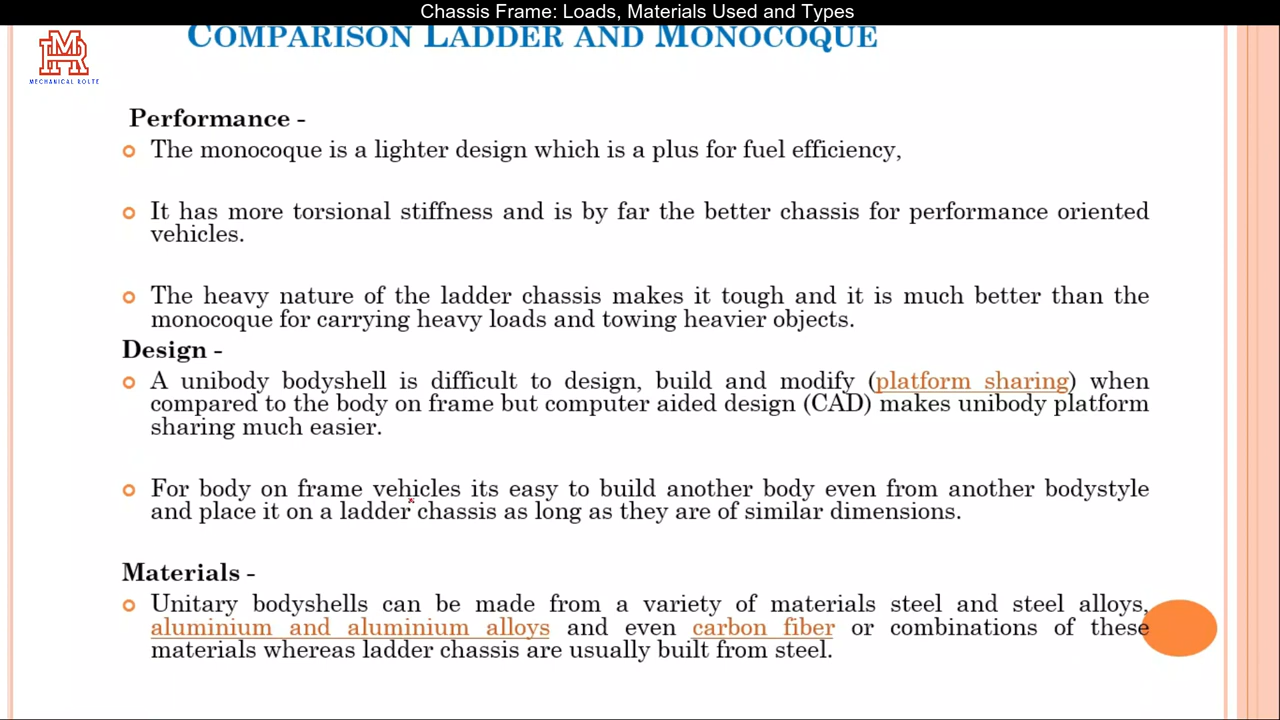 Chassis Frame: Loads, Materials Used and Types
COMPARISON LADDER AND MONOCOQUE
MR
MECHANICAL ROLTE
Performance -
The monocoque is a lighter design which is a plus for fuel efficiency,
It has more torsional stiffness and is by far the better chassis for performance oriented
vehicles.
The heavy nature of the ladder chassis makes it tough and it is much better than the
monocoque for carrying heavy loads and towing heavier objects.
Design -
A unibody bodyshell is difficult to design, build and modify (platform sharing) when
compared to the body on frame but computer aided design (CAD) makes unibody platform
sharing much easier.
For body on frame vehicles its easy to build another body even from another bodystyle
and place it on a ladder chassis as long as they are of similar dimensions.
Materials -
Unitary bodyshells can be made from a variety of materials steel and steel alloys,
aluminium and aluminium alloys and even carbon fiber or combinations of these
materials whereas ladder chassis are usually built from steel.